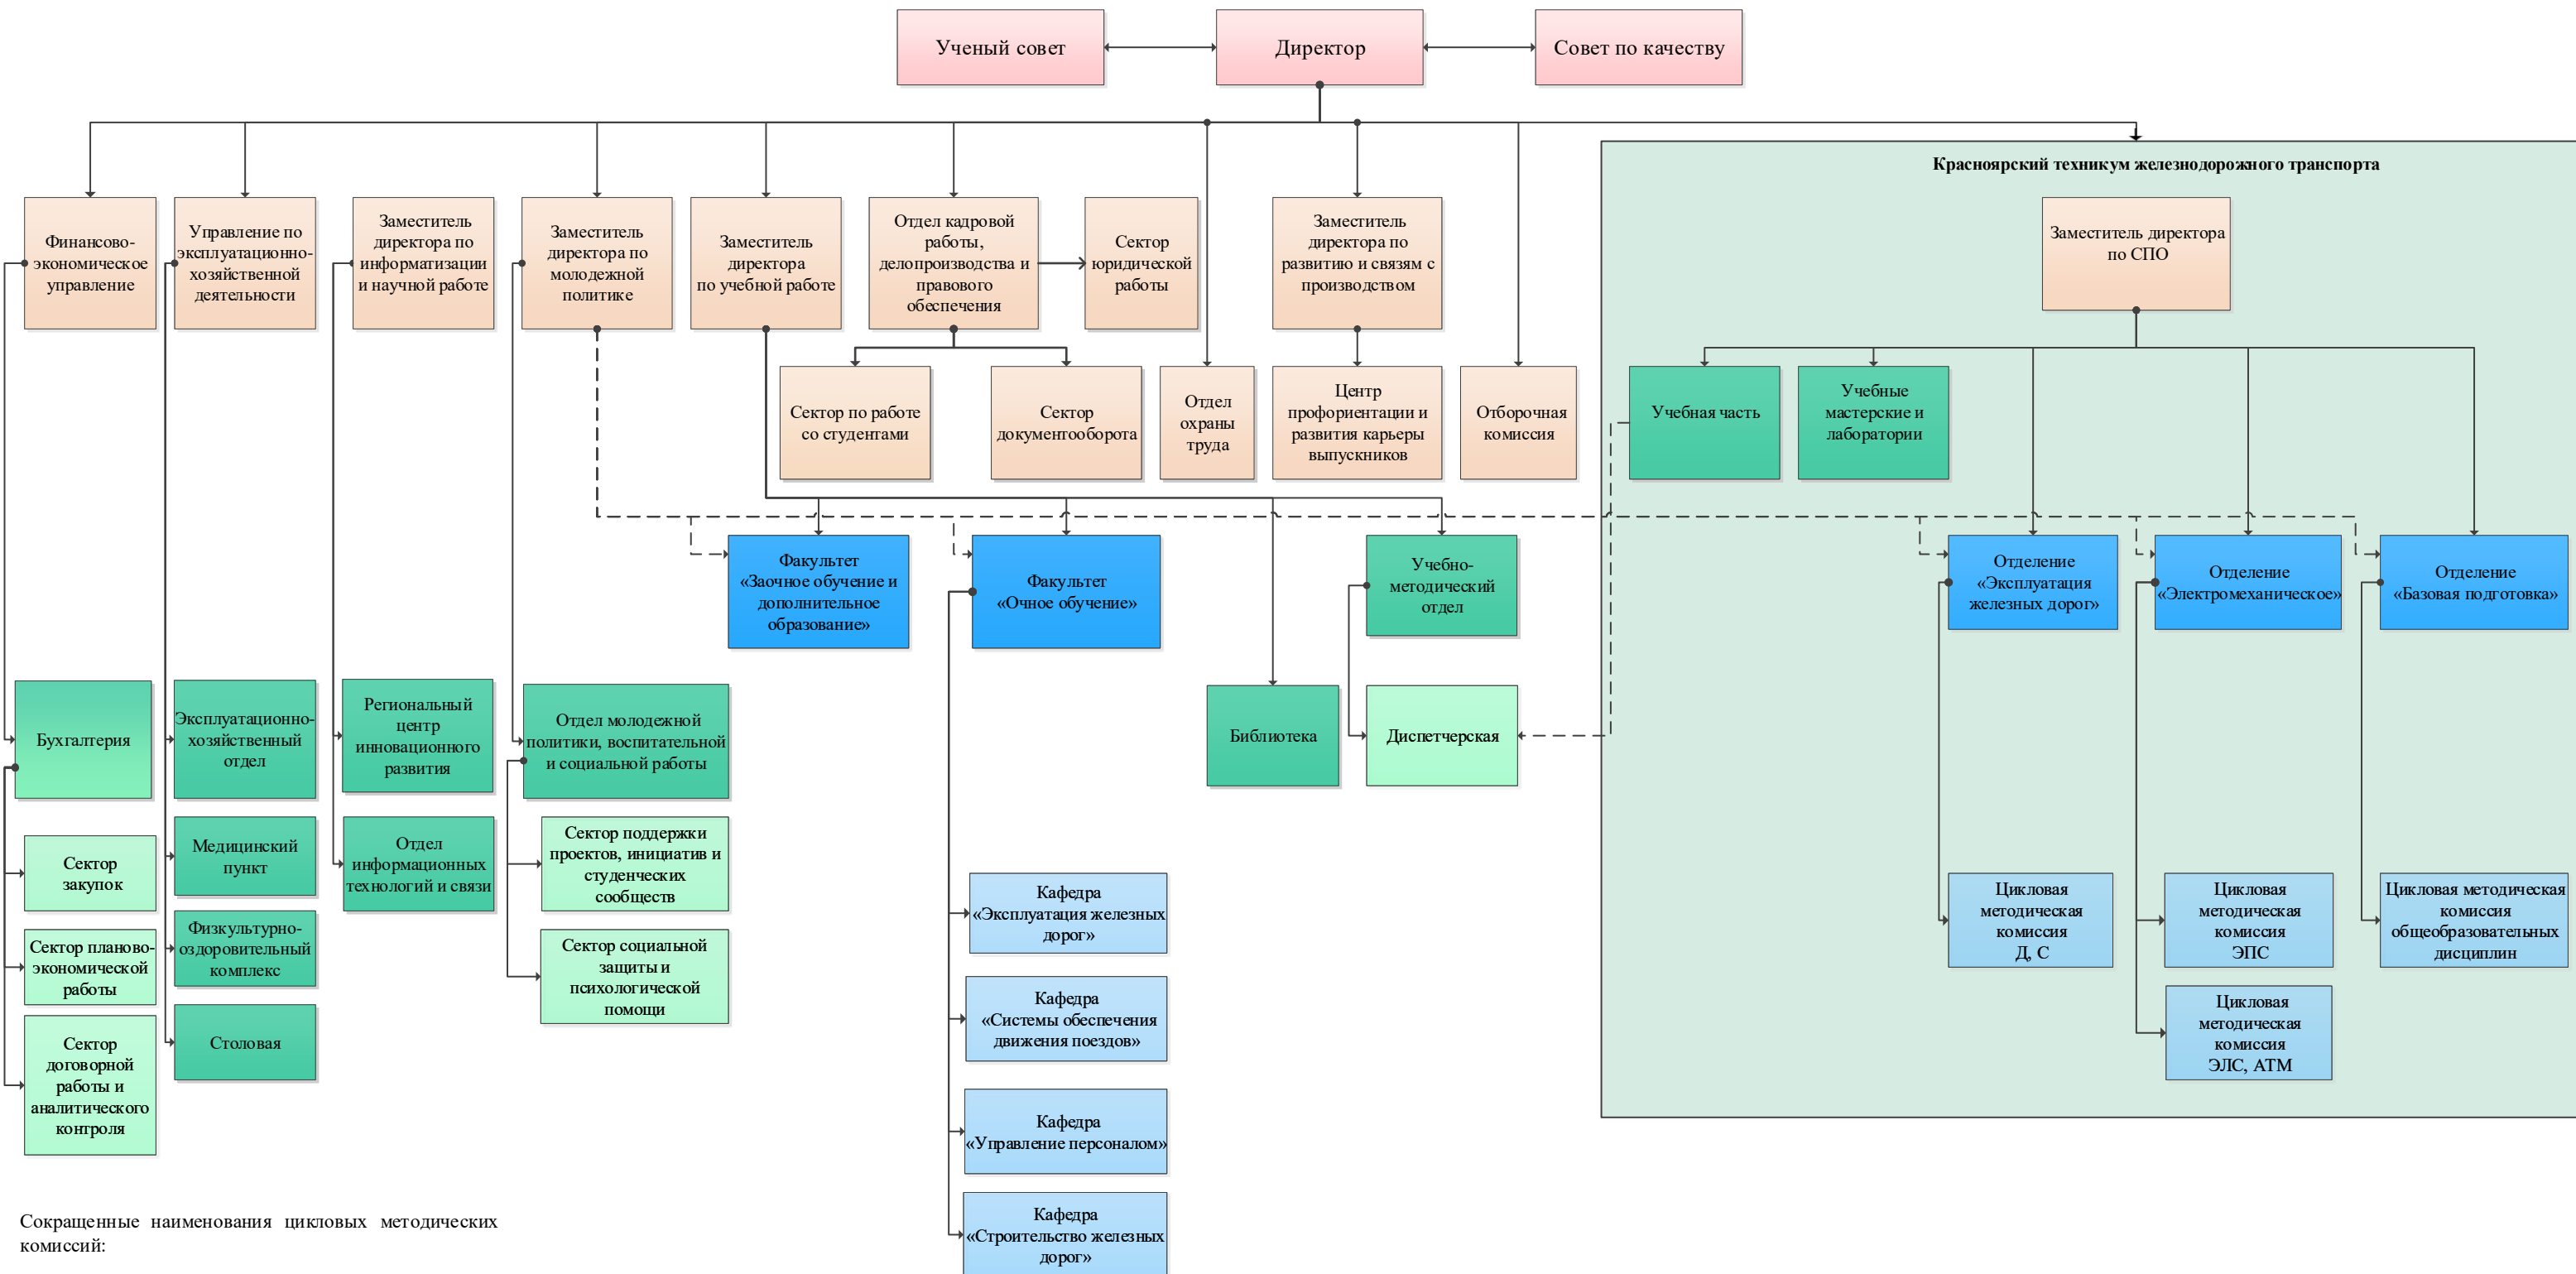 Ученый совет
Директор
Совет по качеству
Красноярский техникум железнодорожного транспорта
Финансово-
экономическое
управление
Управление по
эксплуатационно-
хозяйственной
деятельности
Заместитель
директора по
информатизации
и научной работе
Заместитель
директора по
молодежной
политике
Заместитель
директора
по учебной работе
Отдел кадровой
работы,
делопроизводства и
правового
обеспечения
Сектор
юридической
работы
Заместитель
директора по
развитию и связям с
производством
Заместитель директора
по СПО
Сектор по работе
со студентами
Сектор
документооборота
Отдел
охраны
труда
Центр
профориентации и
развития карьеры
выпускников
Отборочная
комиссия
Учебная часть
Учебные
мастерские и
лаборатории
Факультет
«Заочное обучение и
дополнительное
образование»
Факультет
«Очное обучение»
Учебно-
методический
отдел
Отделение
«Эксплуатация
железных дорог»
Отделение
«Электромеханическое»
Отделение
«Базовая подготовка»
Бухгалтерия
Эксплуатационно-
хозяйственный
отдел
Региональный
центр
инновационного
развития
Отдел молодежной
политики, воспитательной
и социальной работы
Библиотека
Диспетчерская
Сектор
закупок
Медицинский
пункт
Отдел
информационных
технологий и связи
Сектор поддержки
проектов, инициатив и
студенческих
сообществ
Кафедра
«Эксплуатация железных
дорог»
Цикловая
методическая
комиссия
Д, С
Цикловая
методическая
комиссия
ЭПС
Цикловая методическая
комиссия
общеобразовательных
дисциплин
Сектор планово-
экономической
работы
Физкультурно-
оздоровительный
комплекс
Сектор социальной
защиты и
психологической
помощи
Кафедра
«Системы обеспечения
движения поездов»
Цикловая
методическая
комиссия
ЭЛС, АТМ
Сектор
договорной
работы и
аналитического
контроля
Столовая
Кафедра
«Управление персоналом»
Кафедра
«Строительство железных
дорог»
Сокращенные наименования цикловых методических
комиссий: